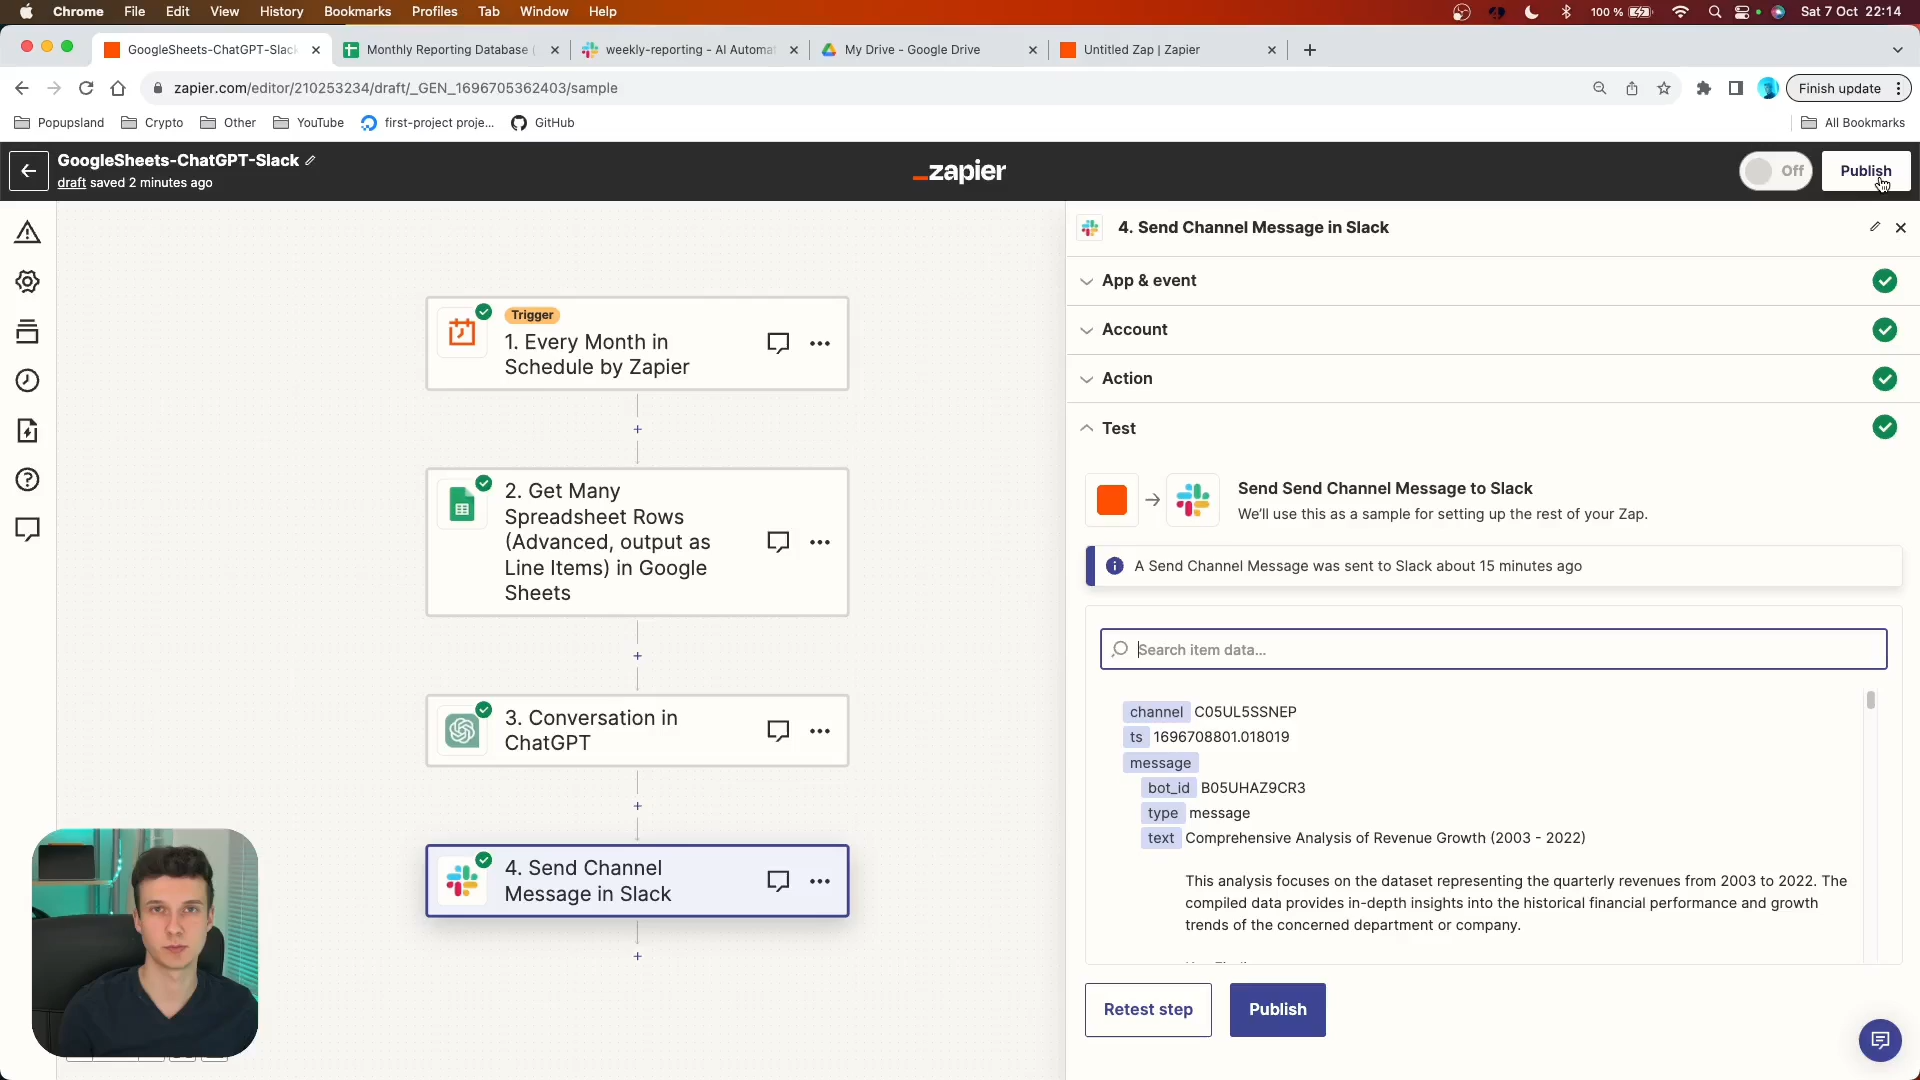 Chrome File Edit View History Bookmarks Profiles Tab Window Help 100 % Sat 7 Oct 22:14
GoogleSheets-ChatGPT-Slack Monthly Reporting Database ( weekly-reporting - AI Automat My Drive - Google Drive Untitled Zap | Zapier
zapier.com/editor/210253234/draft/_GEN_1696705362403/sample Finish update
Popupsland Crypto Other YouTube first-project proje... GitHub All Bookmarks
GoogleSheets-ChatGPT-Slack
draft saved 2 minutes ago
_zapier
Off
Publish
Trigger
1. Every Month in
Schedule by Zapier
2. Get Many
Spreadsheet Rows
(Advanced, output as
Line Items) in Google
Sheets
3. Conversation in
ChatGPT
4. Send Channel
Message in Slack
4. Send Channel Message in Slack
App & event
Account
Action
Test
Send Send Channel Message to Slack
We'll use this as a sample for setting up the rest of your Zap.
A Send Channel Message was sent to Slack about 15 minutes ago
Search item data...
channel C05UL5SSNEP
ts 1696708801.018019
message
bot_id B05UHAZ9CR3
type message
text Comprehensive Analysis of Revenue Growth (2003 - 2022)
This analysis focuses on the dataset representing the quarterly revenues from 2003 to 2022. The
compiled data provides in-depth insights into the historical financial performance and growth
trends of the concerned department or company.
Retest step
Publish